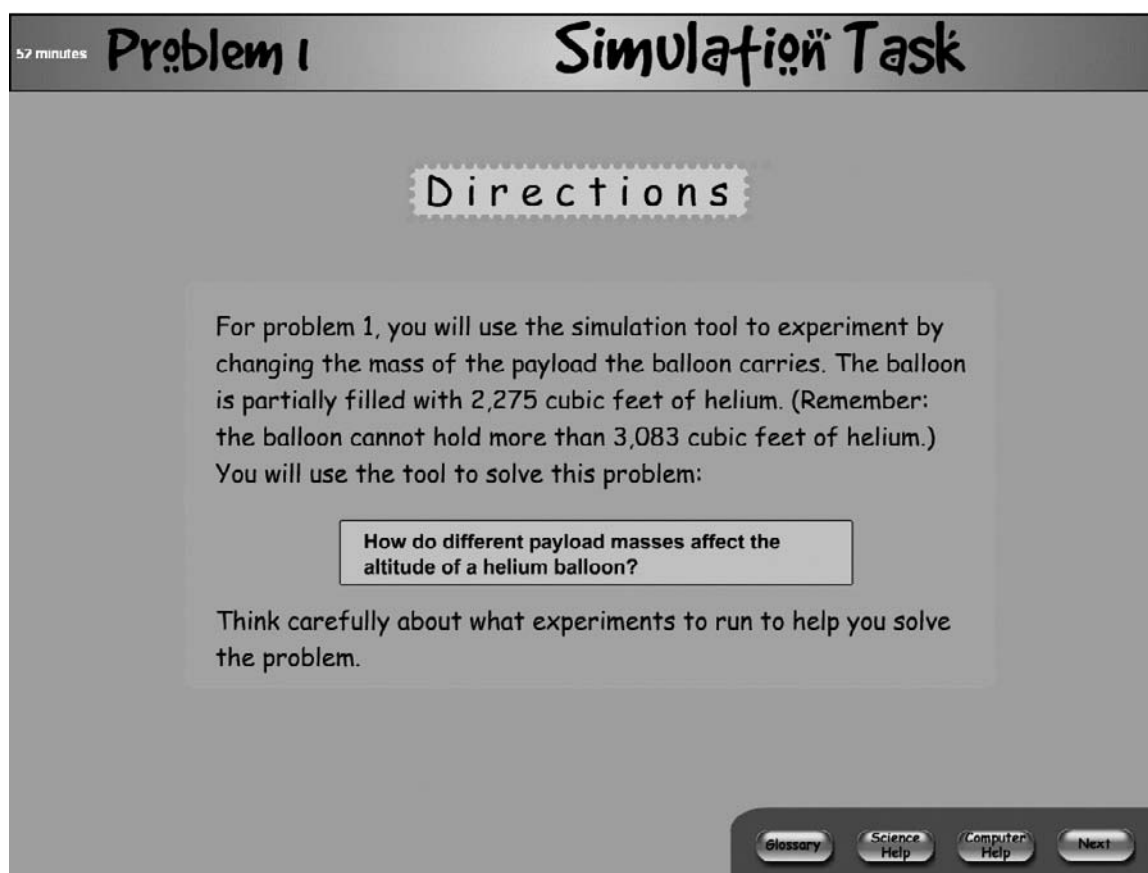 52 minutes Problem 1 Simulation Task
Directions
For problem 1, you will use the simulation tool to experiment by
changing the mass of the payload the balloon carries. The balloon
is partially filled with 2,275 cubic feet of helium. (Remember:
the balloon cannot hold more than 3,083 cubic feet of helium.)
You will use the tool to solve this problem:
How do different payload masses affect the
altitude of a helium balloon?
Think carefully about what experiments to run to help you solve
the problem.
Glossary Science Help Computer Help Next